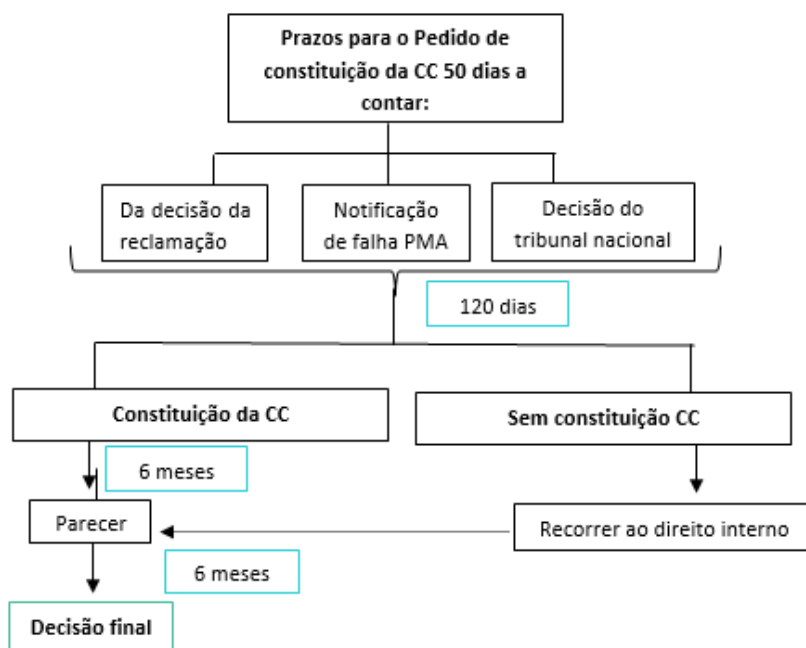 Prazos para o Pedido de
constituição da CC 50 dias a
contar:
Da decisão da
reclamação
Notificação
de falha PMA
Decisão do
tribunal nacional
120 dias
Constituição da CC
Sem constituição CC
6 meses
Parecer
Recorrer ao direito interno
6 meses
Decisão final